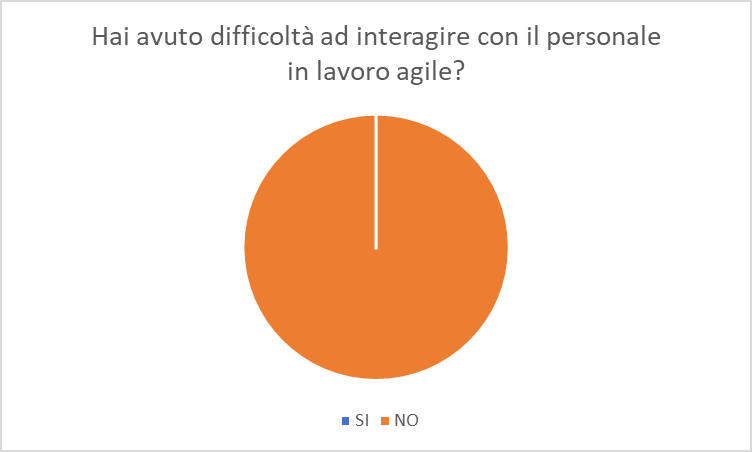 Hai avuto difficoltà ad interagire con il personale
in lavoro agile?
SI NO